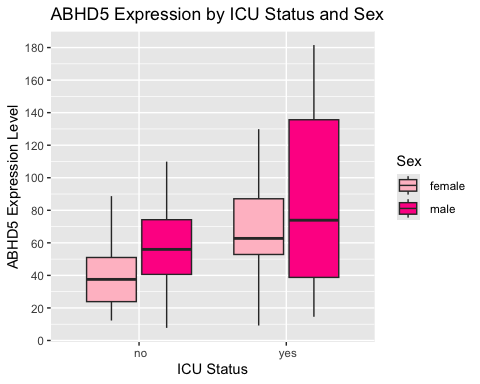 ABHD5 Expression by ICU Status and Sex
ABHD5 Expression Level
180
160
140
120
100
80
60
40
20
0
no
yes
ICU Status
Sex
female
male